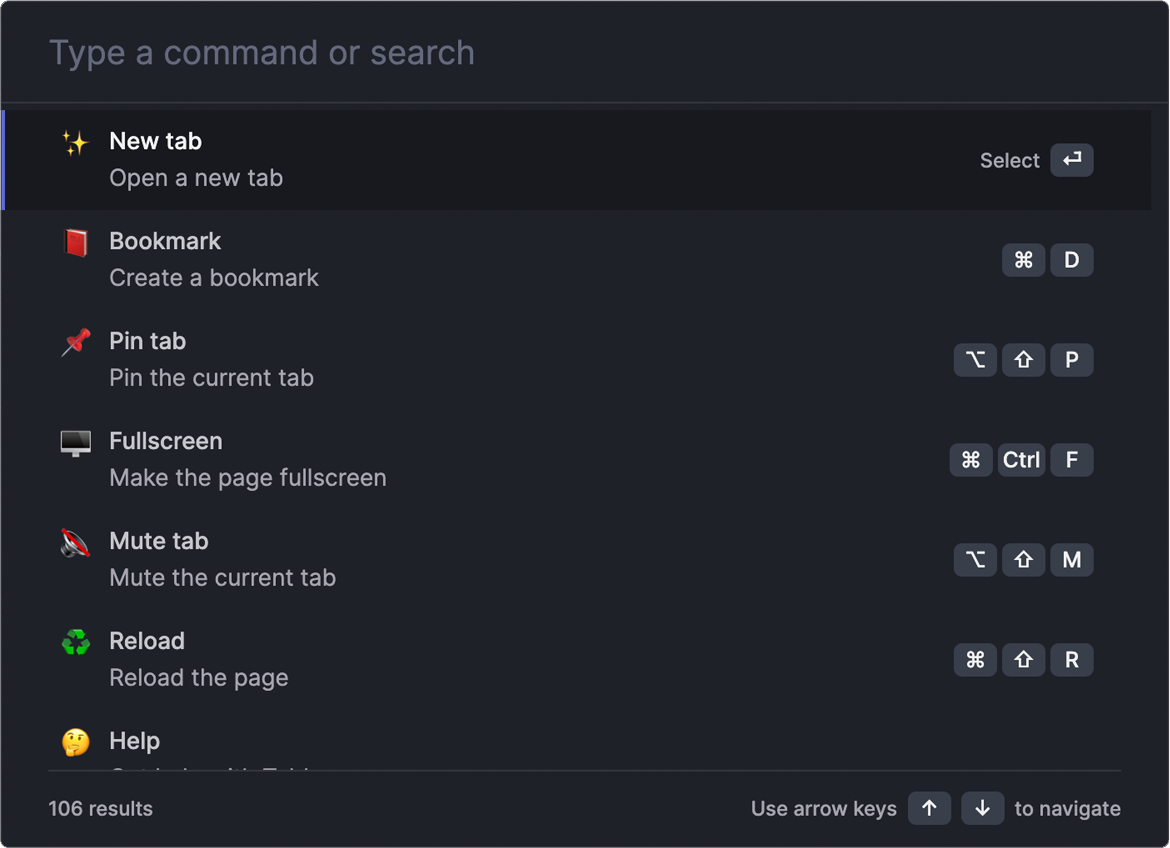 Type a command or search
New tab
Open a new tab
Select ⏎
Bookmark
Create a bookmark
⌘ D
Pin tab
Pin the current tab
⌥ ⇧ P
Fullscreen
Make the page fullscreen
⌘ Ctrl F
Mute tab
Mute the current tab
⌥ ⇧ M
Reload
Reload the page
⌘ ⇧ R
Help
106 results
Use arrow keys ↑ ↓ to navigate